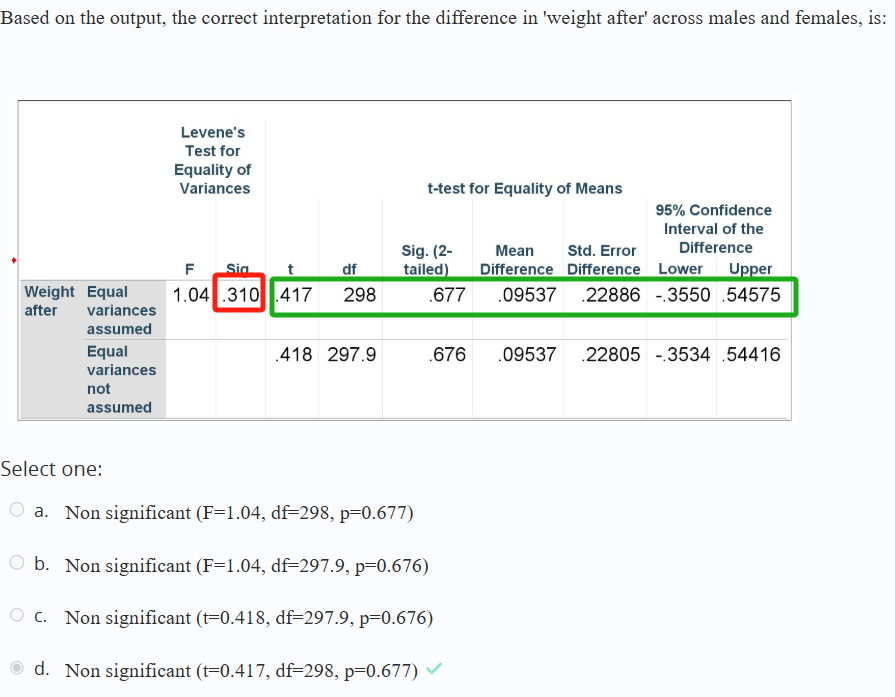 Based on the output, the correct interpretation for the difference in 'weight after' across males and females, is:
Levene's
Test for
Equality of
Variances
t-test for Equality of Means
95% Confidence
Interval of the
Difference
Sig. (2-
tailed)
Mean
Difference
Std. Error
Difference
F Sig. t df Lower Upper
Weight after Equal variances assumed 1.04 .310 .417 298 .677 .09537 .22886 -.3550 .54575
Equal variances not assumed .418 297.9 .676 .09537 .22805 -.3534 .54416
Select one:
a. Non significant (F=1.04, df=298, p=0.677)
b. Non significant (F=1.04, df=297.9, p=0.676)
c. Non significant (t=0.418, df=297.9, p=0.676)
d. Non significant (t=0.417, df=298, p=0.677)